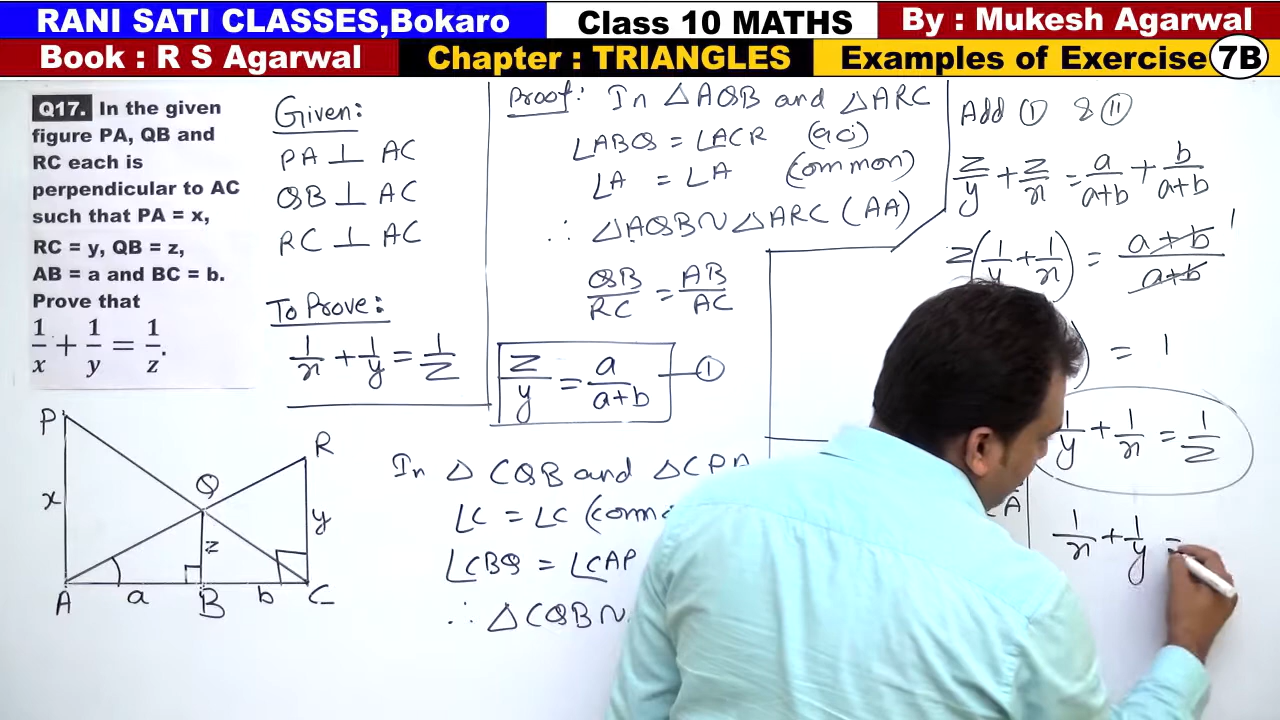 RANI SATI CLASSES,Bokaro
Class 10 MATHS
By : Mukesh Agarwal
Book : R S Agarwal
Chapter : TRIANGLES
Examples of Exercise 7B
Q17. In the given
figure PA, QB and
RC each is
perpendicular to AC
such that PA = x,
RC = y, QB = z,
AB = a and BC = b.
Prove that
1/x + 1/y = 1/z.
Given:
PA ⊥ AC
QB ⊥ AC
RC ⊥ AC
To Prove:
1/x + 1/y = 1/z
P
R
Q
x
z
y
A
a
B
b
C
Proof: In △AQB and △ARC
∠ABQ = ∠ACR (90)
∠A = ∠A (common)
∴ △AQB ~ △ARC (AA)
QB/RC = AB/AC
z/y = a/a+b —①
In △ CQB and △CPA
∠C = ∠C
∠CBQ = ∠CAP
∴ △CQB ~
Add ① & ⑪
z/y + z/x = a/a+b + b/a+b
z(1/y + 1/x) = a+b/a+b 1
) = 1
1/y + 1/x = 1/z
A
1/x + 1/y =